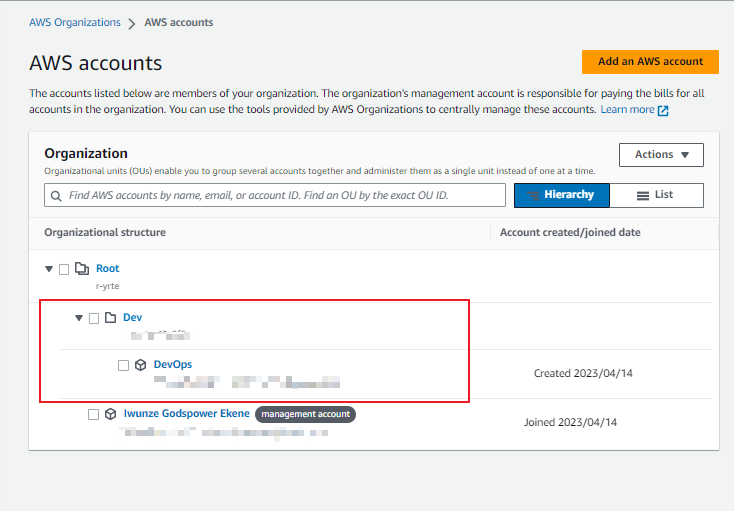 AWS Organizations > AWS accounts
AWS accounts
Add an AWS account
The accounts listed below are members of your organization. The organization's management account is responsible for paying the bills for all
accounts in the organization. You can use the tools provided by AWS Organizations to centrally manage these accounts. Learn more
Organization
Actions
Organizational units (OUs) enable you to group several accounts together and administer them as a single unit instead of one at a time.
Find AWS accounts by name, email, or account ID. Find an OU by the exact OU ID.
Hierarchy
List
Organizational structure
Account created/joined date
Root
r-yrte
Dev
DevOps
Created 2023/04/14
Iwunze Godspower Ekene management account
Joined 2023/04/14